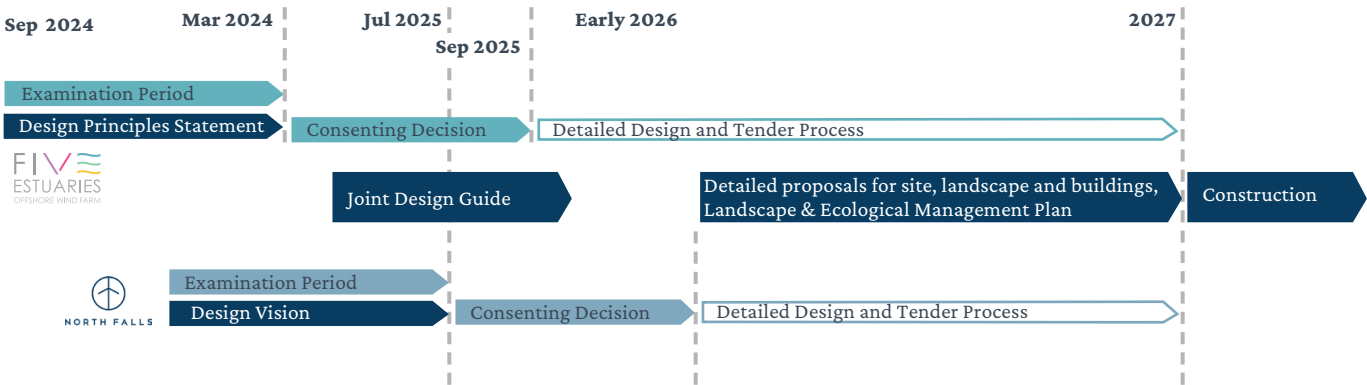 Sep 2024
Mar 2024
Jul 2025
Sep 2025
Early 2026
2027
Examination Period
Design Principles Statement
Consenting Decision
Detailed Design and Tender Process
FIVE
ESTUARIES
OFFSHORE WIND FARM
Joint Design Guide
Detailed proposals for site, landscape and buildings,
Landscape & Ecological Management Plan
Construction
Examination Period
NORTH FALLS
Design Vision
Consenting Decision
Detailed Design and Tender Process